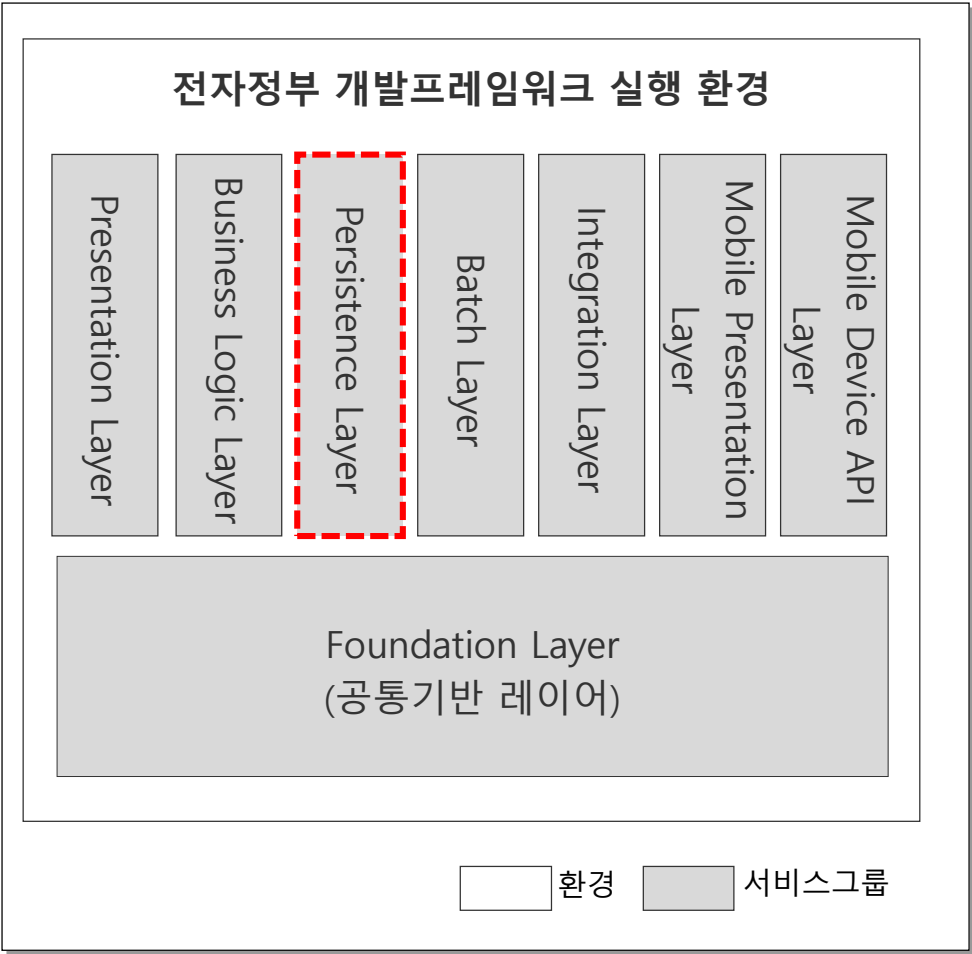 전자정부 개발프레임워크 실행 환경
Presentation Layer
Business Logic Layer
Persistence Layer
Batch Layer
Integration Layer
Mobile Presentation
Layer
Mobile Device API
Layer
Foundation Layer
(공통기반 레이어)
환경
서비스그룹